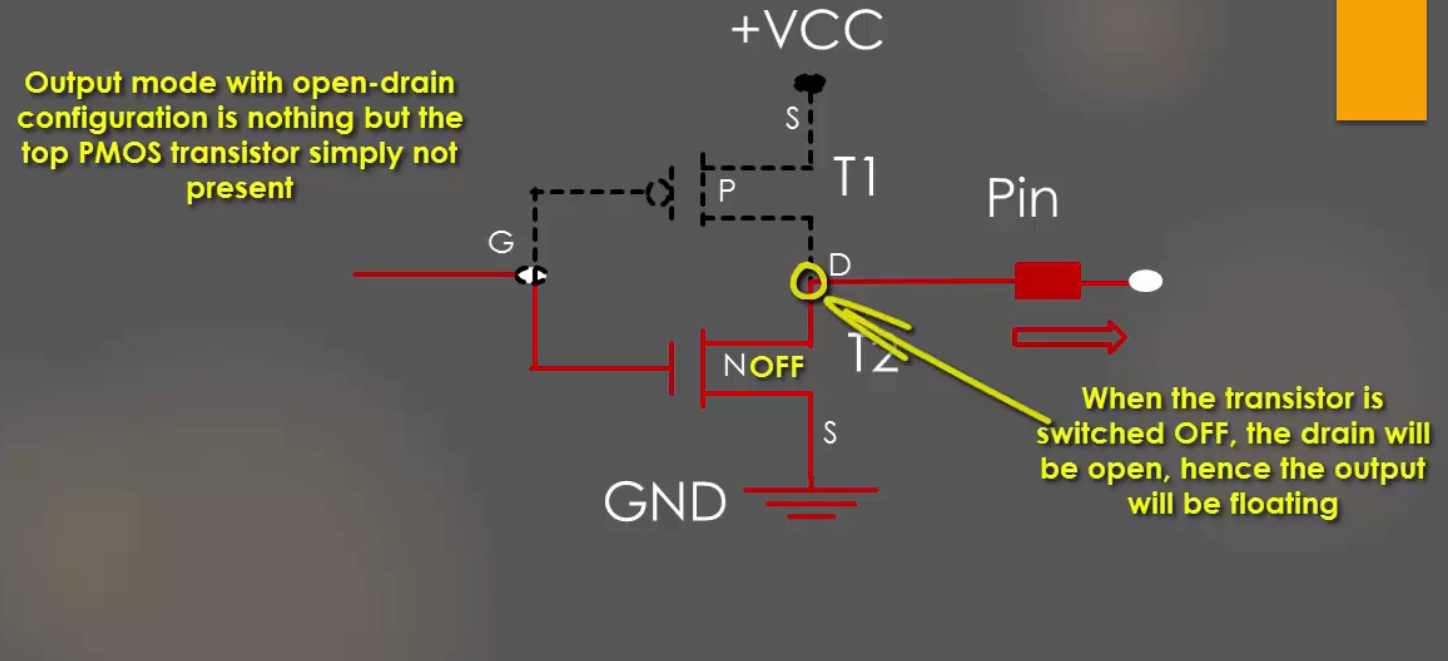 +VCC
Output mode with open-drain
configuration is nothing but the
top PMOS transistor simply not
present
S
P
T1
Pin
G
D
N OFF
T2
When the transistor is
switched OFF, the drain will
be open, hence the output
will be floating
S
GND